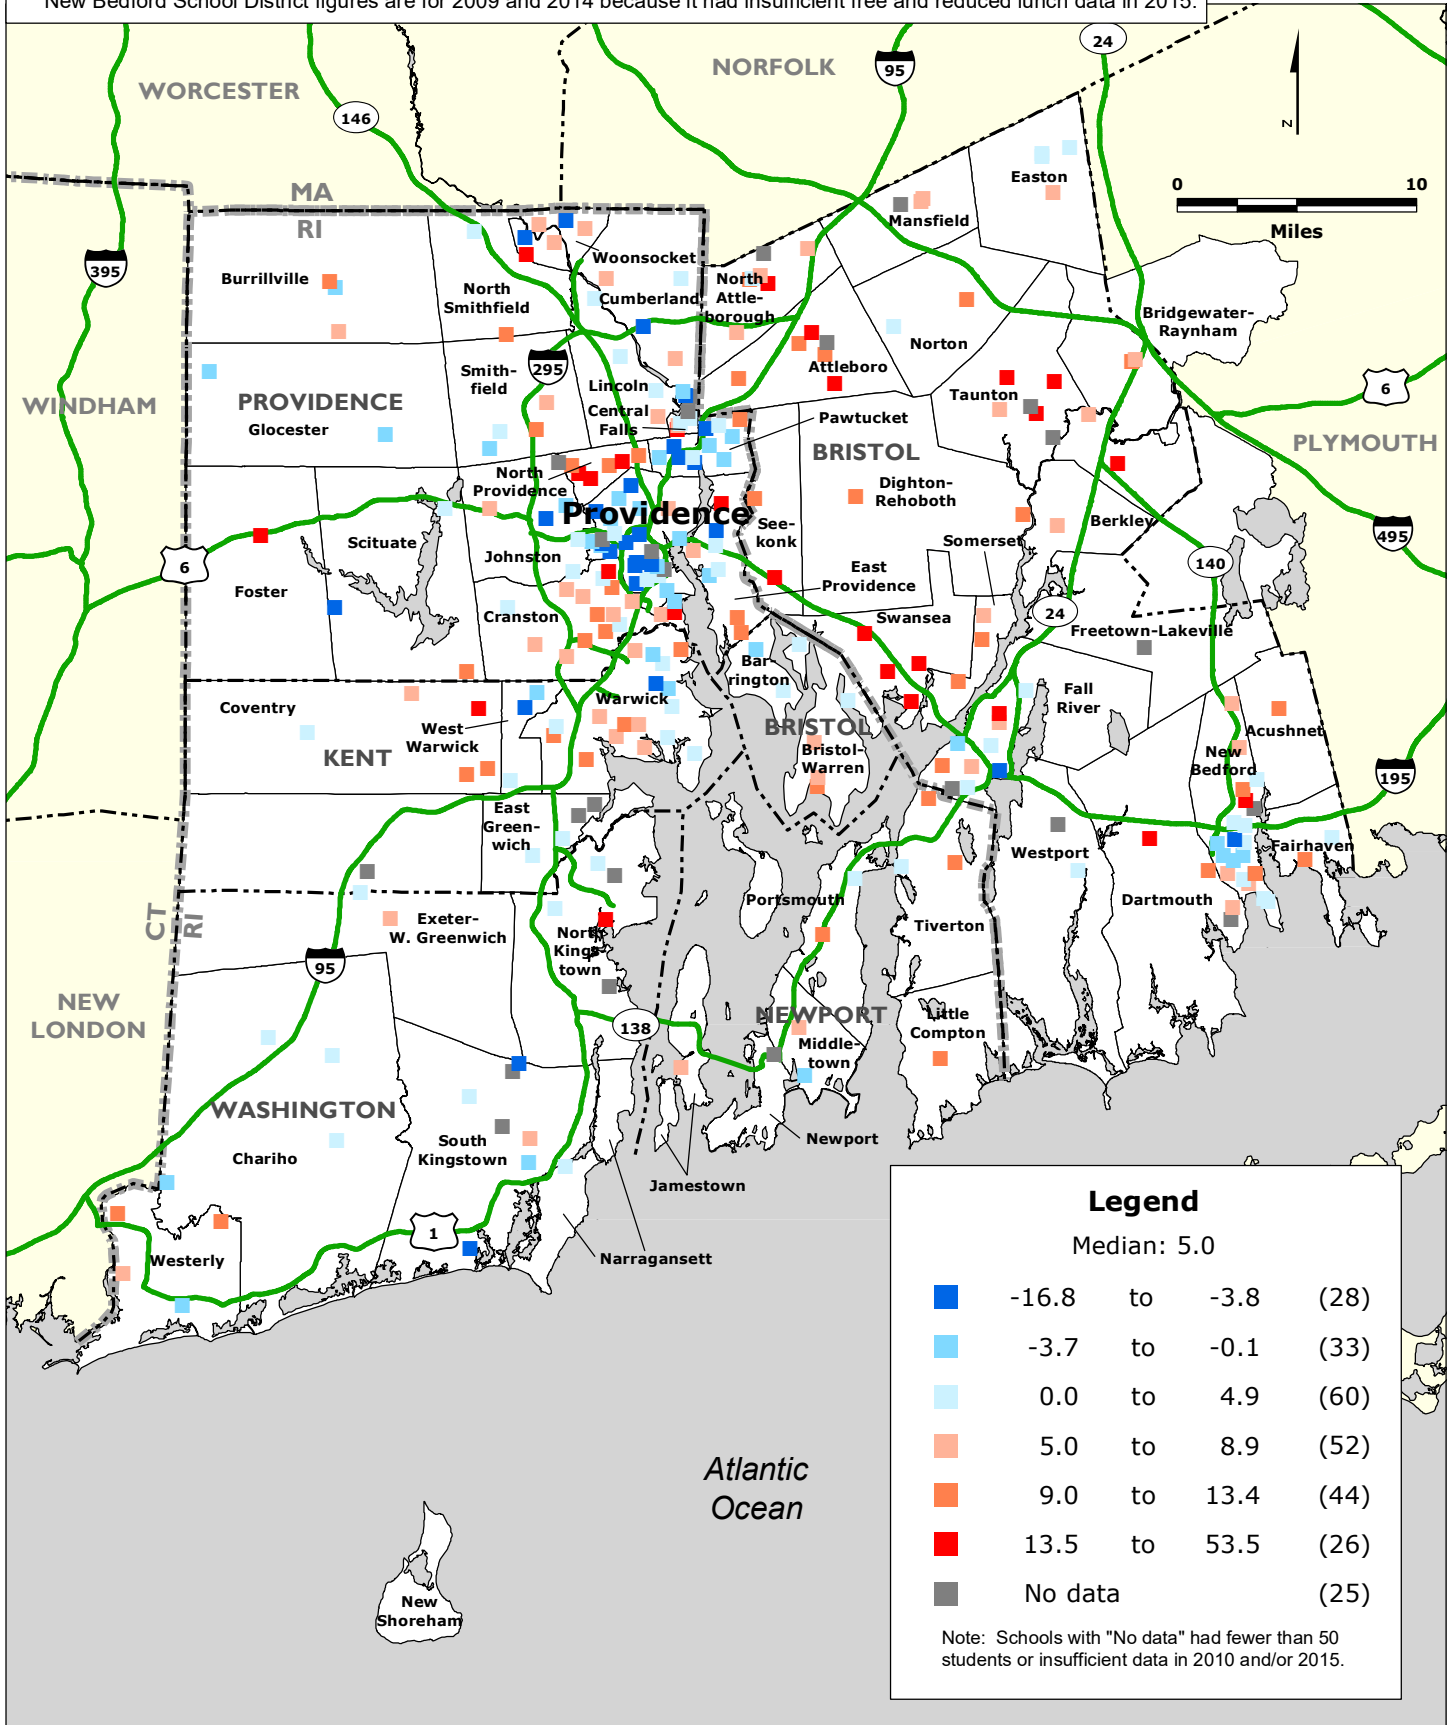 New Bedford School District figures are for 2009 and 2014 because it had insufficient free and reduced lunch data in 2015.
24
NORFOLK
95
WORCESTER
146
N
Easton
0 10
Miles
MA
RI
Mansfield
395
Burrillville
Woonsocket
North
Smithfield
Cumberland
North
Attle-
borough
Bridgewater-
Raynham
Norton
295
Smith-
field
Attleboro
6
Lincoln
Taunton
WINDHAM
PROVIDENCE
Glocester
Central
Falls
Pawtucket
PLYMOUTH
BRISTOL
North
Providence
Dighton-
Rehoboth
Providence
See-
konk
Berkley
495
Scituate
Johnston
Somerset
6
140
Foster
East
Providence
Cranston
Swansea
24
Freetown-Lakeville
Bar-
rington
Coventry
Warwick
Fall
River
West
Warwick
BRISTOL
Acushnet
KENT
Bristol-
Warren
New
Bedford
195
East
Green-
wich
Westport
Fairhaven
CT
RI
Portsmouth
Dartmouth
Exeter-
W. Greenwich
Tiverton
North
Kings-
town
95
NEW
LONDON
NEWPORT
Little
Compton
138
Middle-
town
WASHINGTON
South
Kingstown
Newport
Chariho
Jamestown
1
Westerly
Narragansett
Legend
Median: 5.0
-16.8 to -3.8 (28)
-3.7 to -0.1 (33)
0.0 to 4.9 (60)
5.0 to 8.9 (52)
9.0 to 13.4 (44)
13.5 to 53.5 (26)
No data (25)
Note: Schools with "No data" had fewer than 50
students or insufficient data in 2010 and/or 2015.
Atlantic
Ocean
New
Shoreham